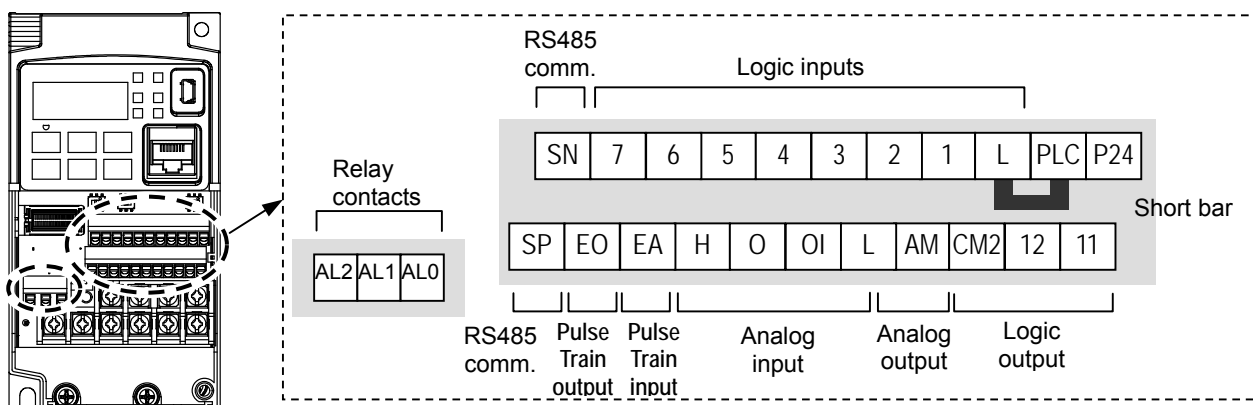 RS485
comm.
Logic inputs
Relay
contacts
SN 7 6 5 4 3 2 1 L PLC P24
Short bar
SP EO EA H O OI L AM CM2 12 11
AL2 AL1 AL0
RS485
comm.
Pulse
Train
output
Pulse
Train
input
Analog
input
Analog
output
Logic
output